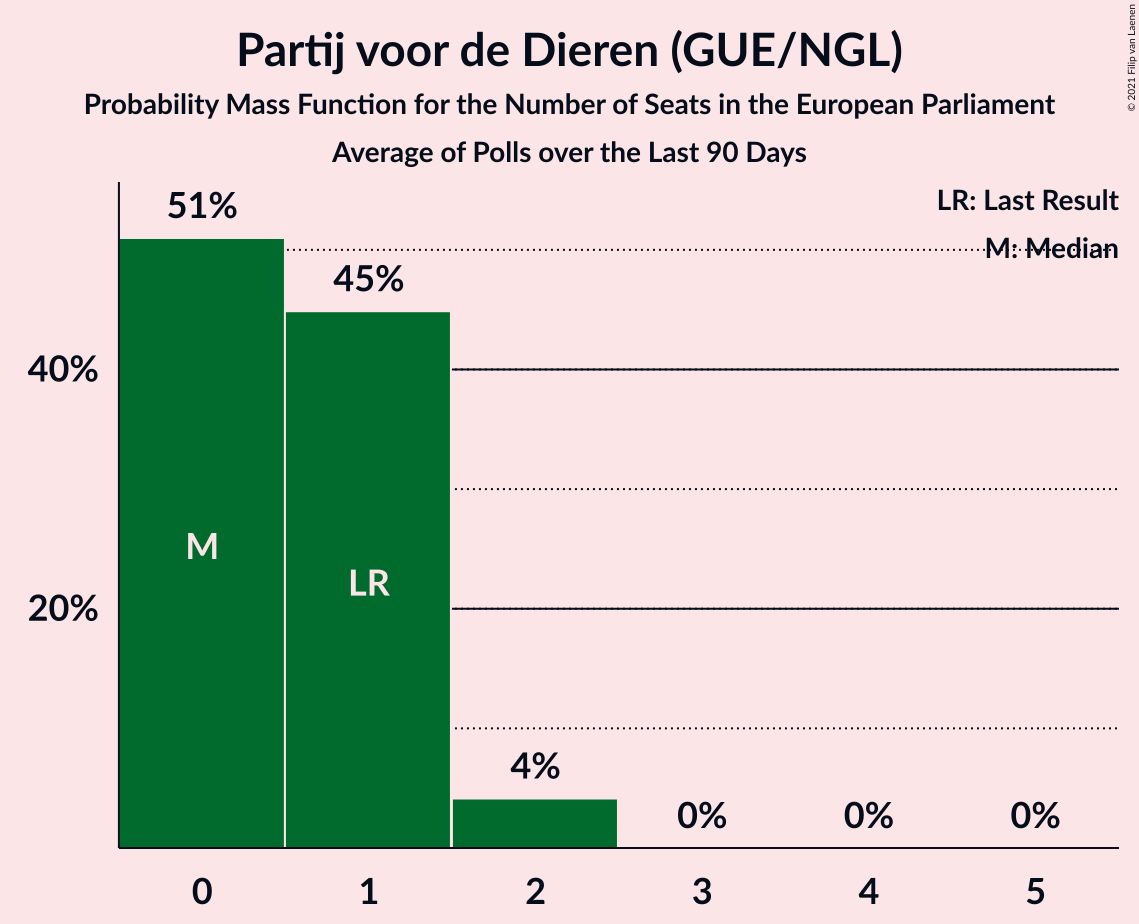 Partij voor de Dieren (GUE/NGL)
Probability Mass Function for the Number of Seats in the European Parliament
Average of Polls over the Last 90 Days
© 2021 Filip van Laenen
LR: Last Result
M: Median
51%
45%
40%
M
LR
20%
4%
0%
0%
0%
0
1
2
3
4
5